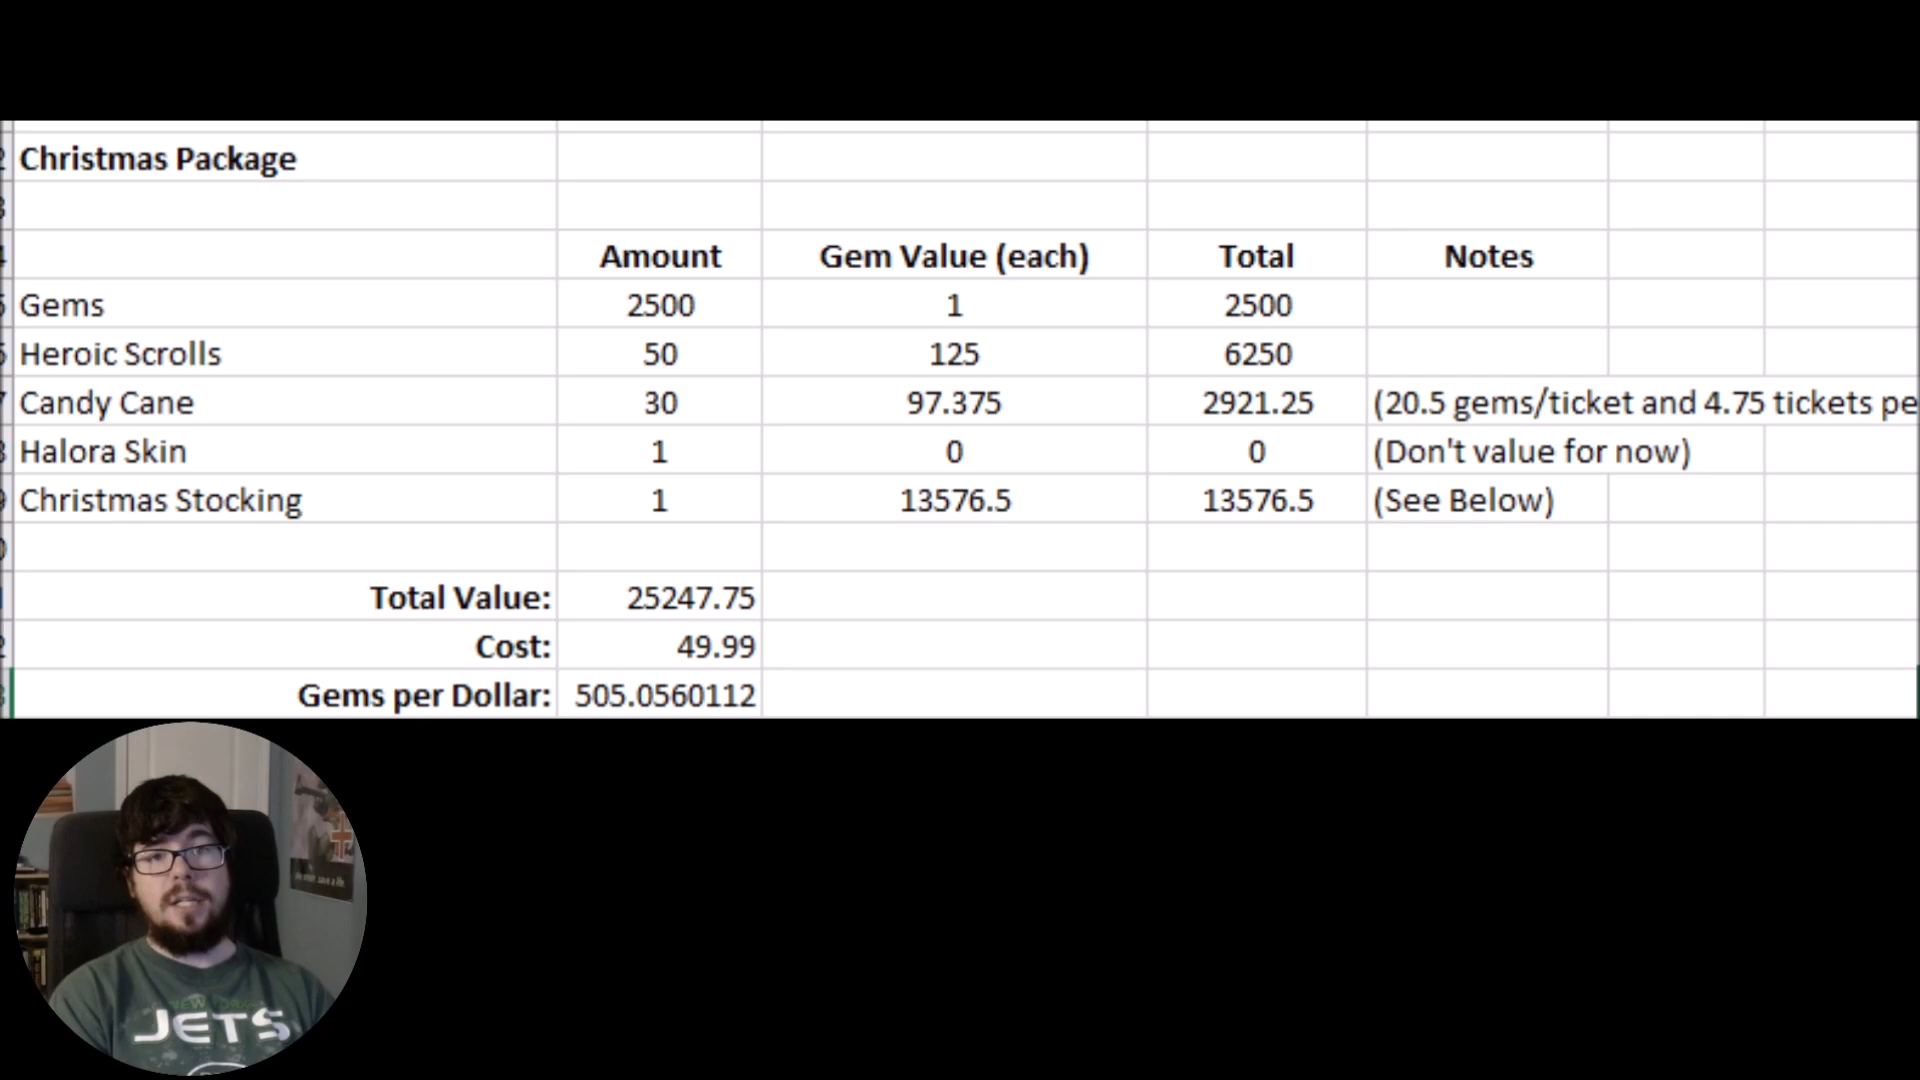 Christmas Package
Amount Gem Value (each) Total Notes
Gems 2500 1 2500
Heroic Scrolls 50 125 6250
Candy Cane 30 97.375 2921.25 (20.5 gems/ticket and 4.75 tickets pe
Halora Skin 1 0 0 (Don't value for now)
Christmas Stocking 1 13576.5 13576.5 (See Below)
Total Value: 25247.75
Cost: 49.99
Gems per Dollar: 505.0560112
NEW YORK
JETS